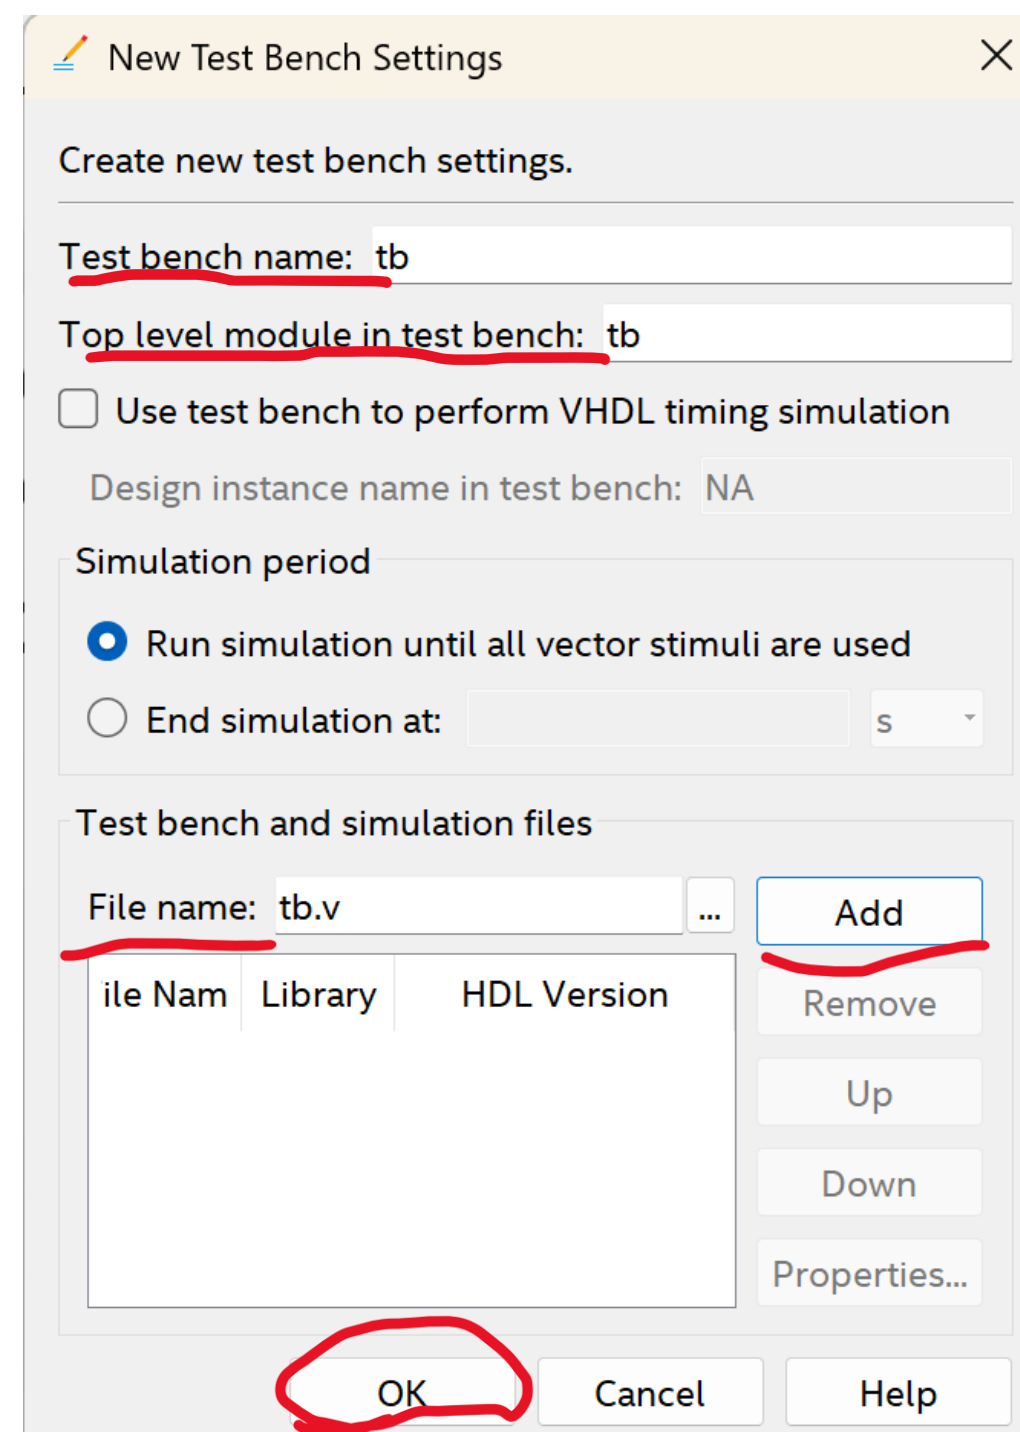 New Test Bench Settings
Create new test bench settings.
Test bench name: tb
Top level module in test bench: tb
Use test bench to perform VHDL timing simulation
Design instance name in test bench: NA
Simulation period
Run simulation until all vector stimuli are used
End simulation at: s
Test bench and simulation files
File name: tb.v ... Add
ile Nam Library HDL Version
Remove
Up
Down
Properties...
OK Cancel Help